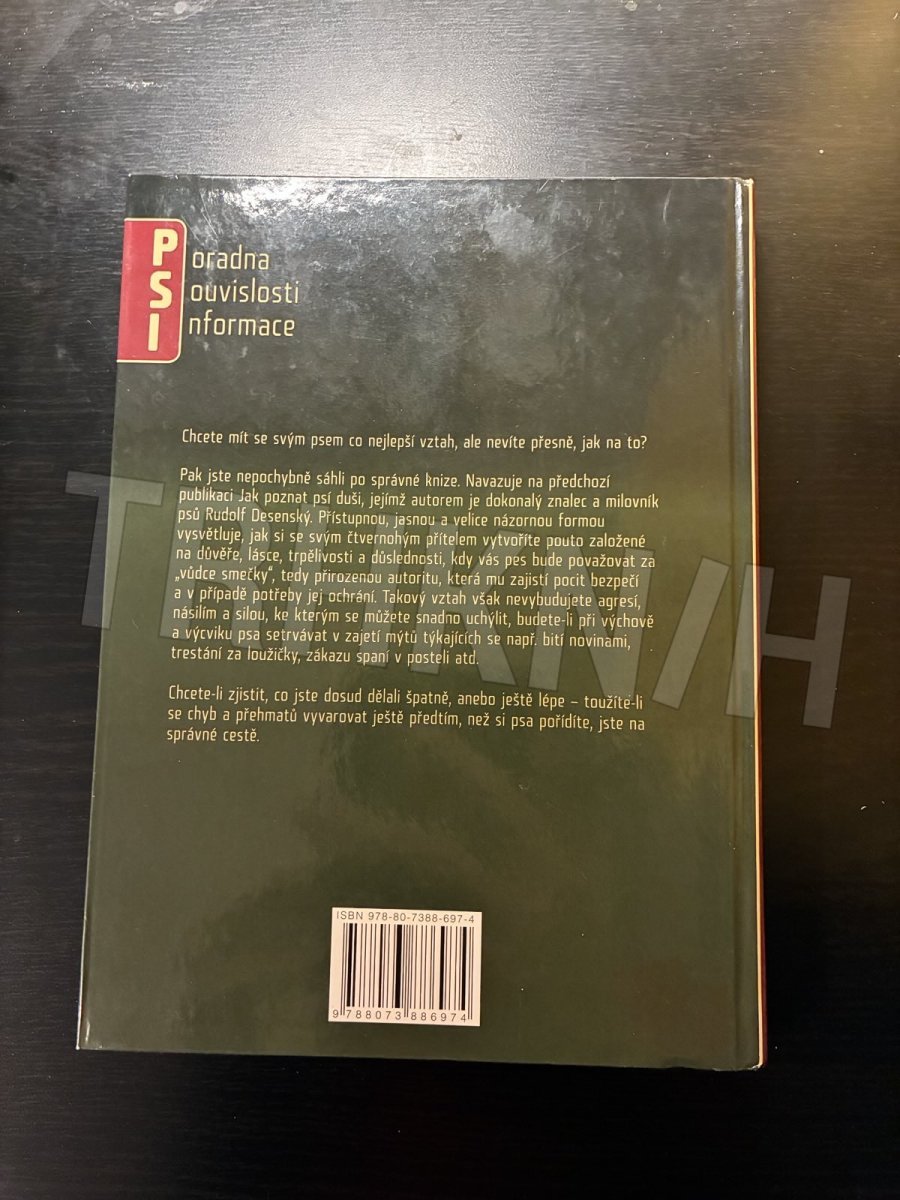 Poradna
Souvislosti
Informace
Chcete mít se svým psem co nejlepší vztah, ale nevíte přesně, jak na to?
Pak jste nepochybně sáhli po správné knize. Navazuje na předchozí
publikaci Jak poznat psí duši, jejímž autorem je dokonalý znalec a milovník
psů Rudolf Desenský. Přístupnou, jasnou a velice názornou formou
vysvětluje, jak si se svým čtvernohým přítelem vytvoříte pouto založené
na důvěře, lásce, trpělivosti a důslednosti, kdy vás pes bude považovat za
„vůdce smečky“, tedy přirozenou autoritu, která mu zajistí pocit bezpečí
a v případě potřeby jej ochrání. Takový vztah však nevybudujete agresí,
násilím a silou, ke kterým se můžete snadno uchýlit, budete-li při výchově
a výcviku psa setrvávat v zajetí mýtů týkajících se např. bití novinami,
trestání za loužičky, zákazu spaní v posteli atd.
Chcete-li zjistit, co jste dosud dělali špatně, anebo ještě lépe – toužíte-li
se chyb a přehmatů vyvarovat ještě předtím, než si psa pořídíte, jste na
správné cestě.
ISBN 978-80-7388-697-4
9 788073 886974